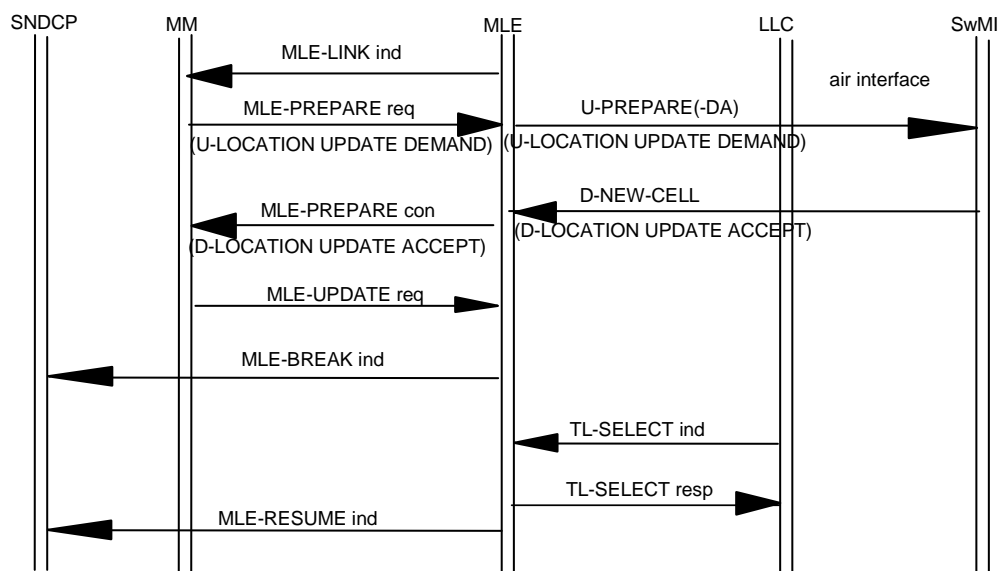 SNDCP MM MLE LLC SwMI
MLE-LINK ind
air interface
MLE-PREPARE req U-PREPARE(-DA)
(U-LOCATION UPDATE DEMAND) (U-LOCATION UPDATE DEMAND)
D-NEW-CELL
MLE-PREPARE con
(D-LOCATION UPDATE ACCEPT) (D-LOCATION UPDATE ACCEPT)
MLE-UPDATE req
MLE-BREAK ind
TL-SELECT ind
TL-SELECT resp
MLE-RESUME ind